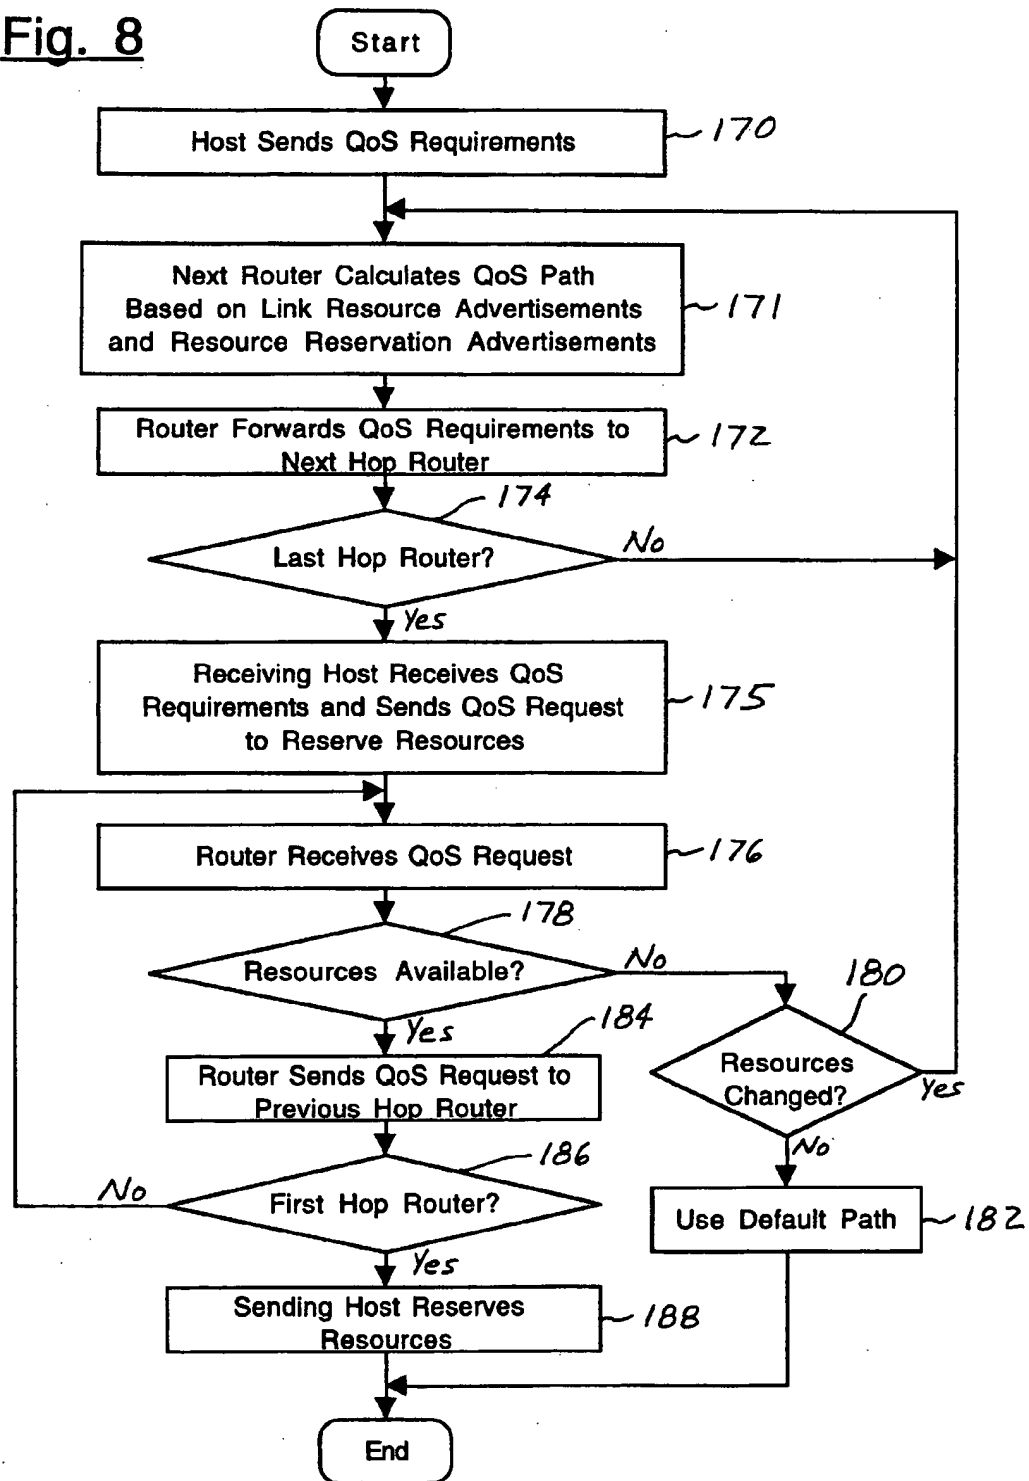 Fig. 8
Start
Host Sends QoS Requirements
170
Next Router Calculates QoS Path
Based on Link Resource Advertisements
and Resource Reservation Advertisements
171
Router Forwards QoS Requirements to
Next Hop Router
172
174
Last Hop Router?
No
Yes
Receiving Host Receives QoS
Requirements and Sends QoS Request
to Reserve Resources
175
Router Receives QoS Request
176
178
Resources Available?
No
180
Yes
184
Resources
Changed?
Yes
Router Sends QoS Request to
Previous Hop Router
No
186
First Hop Router?
No
Use Default Path
182
Yes
Sending Host Reserves
Resources
188
End